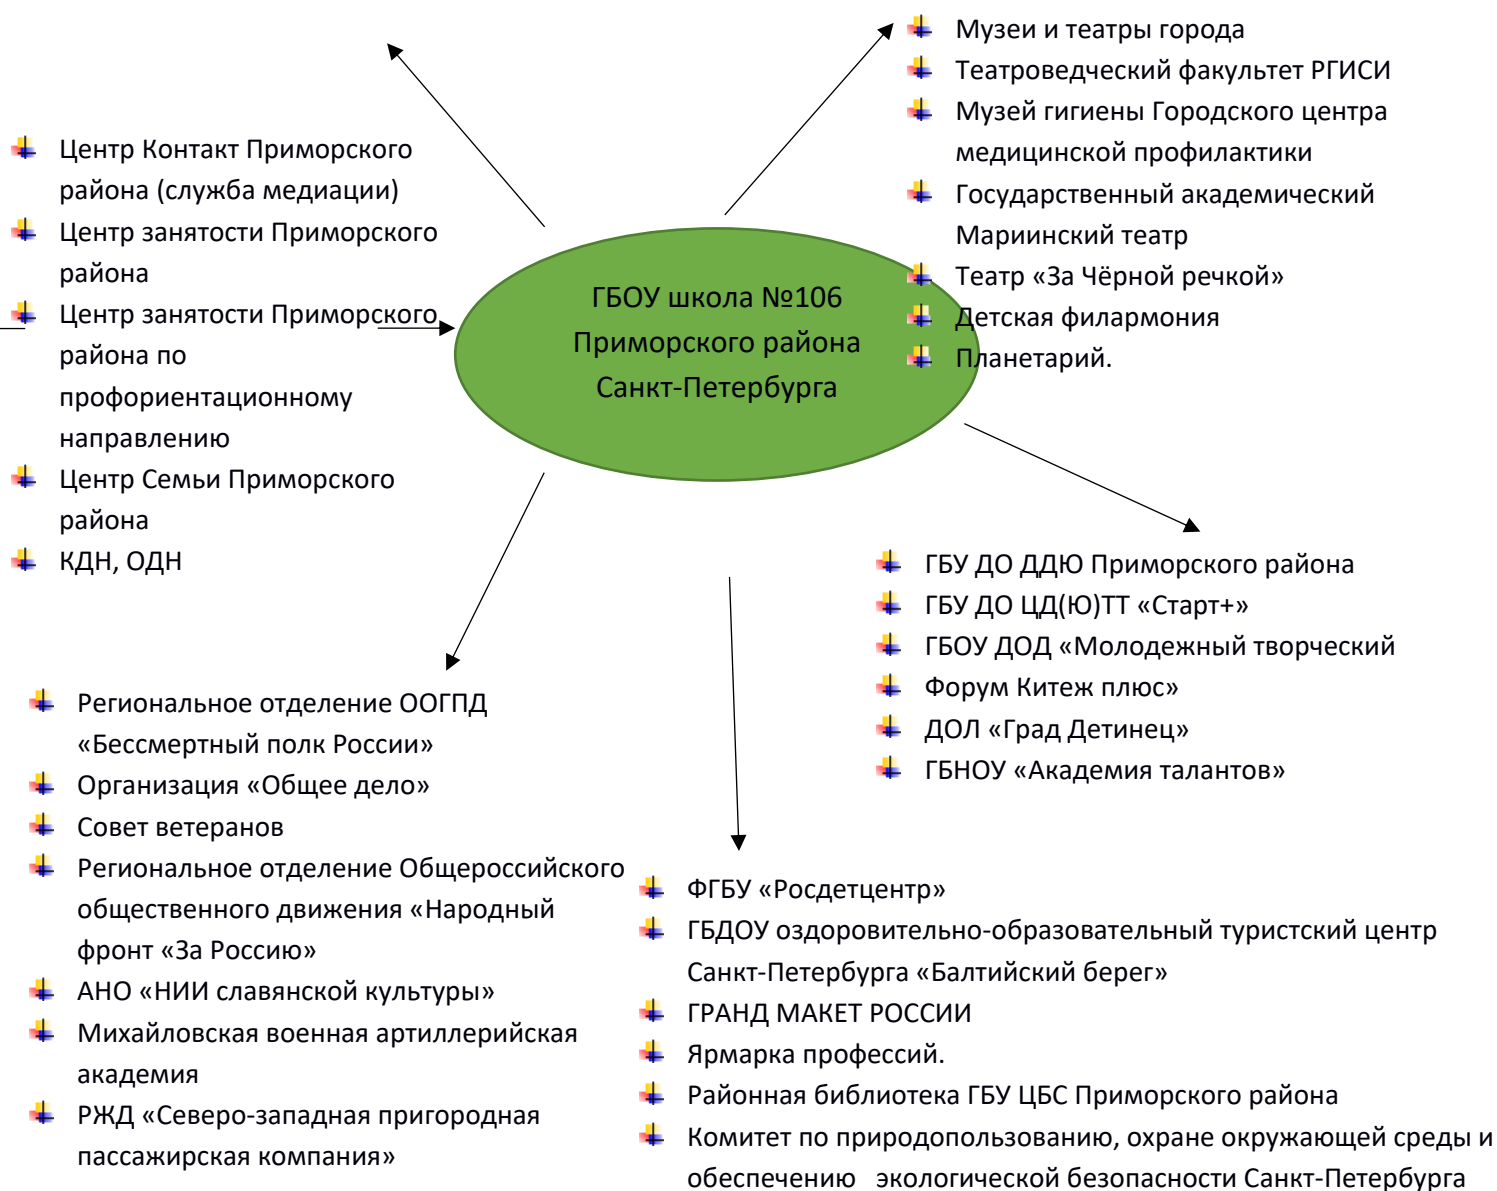 Музеи и театры города
Театроведческий факультет РГИСИ
Музей гигиены Городского центра
медицинской профилактики
Государственный академический
Мариинский театр
Театр «За Чёрной речкой»
Детская филармония
Планетарий.
Центр Контакт Приморского
района (служба медиации)
Центр занятости Приморского
района
Центр занятости Приморского
района по
профориентационному
направлению
Центр Семьи Приморского
района
КДН, ОДН
ГБОУ школа №106
Приморского района
Санкт-Петербурга
ГБУ ДО ДДЮ Приморского района
ГБУ ДО ЦД(Ю)ТТ «Старт+»
ГБОУ ДОД «Молодежный творческий
Форум Китеж плюс»
ДОЛ «Град Детинец»
ГБНОУ «Академия талантов»
Региональное отделение ООГПД
«Бессмертный полк России»
Организация «Общее дело»
Совет ветеранов
Региональное отделение Общероссийского
общественного движения «Народный
фронт «За Россию»
АНО «НИИ славянской культуры»
Михайловская военная артиллерийская
академия
РЖД «Северо-западная пригородная
пассажирская компания»
ФГБУ «Росдетцентр»
ГБДОУ оздоровительно-образовательный туристский центр
Санкт-Петербурга «Балтийский берег»
ГРАНД МАКЕТ РОССИИ
Ярмарка профессий.
Районная библиотека ГБУ ЦБС Приморского района
Комитет по природопользованию, охране окружающей среды и
обеспечению экологической безопасности Санкт-Петербурга